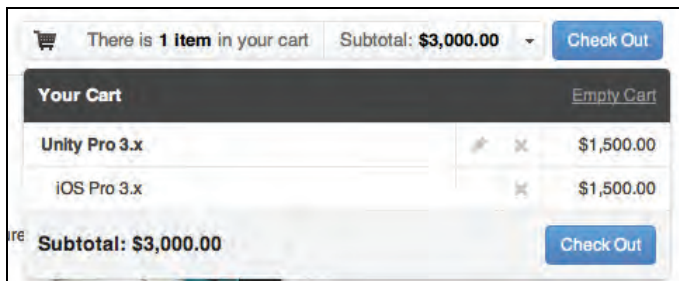 There is 1 item in your cart Subtotal: $3,000.00 Check Out
Your Cart Empty Cart
Unity Pro 3.x $1,500.00
iOS Pro 3.x $1,500.00
ure
Subtotal: $3,000.00 Check Out